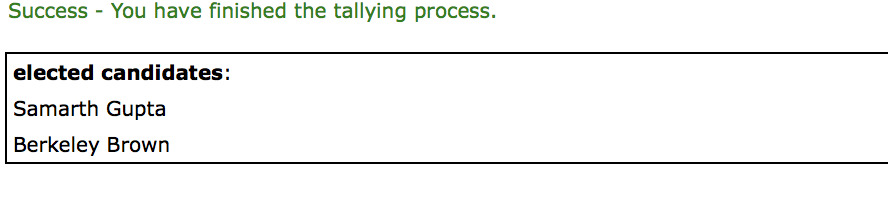 Success - You have finished the tallying process.
elected candidates:
Samarth Gupta
Berkeley Brown